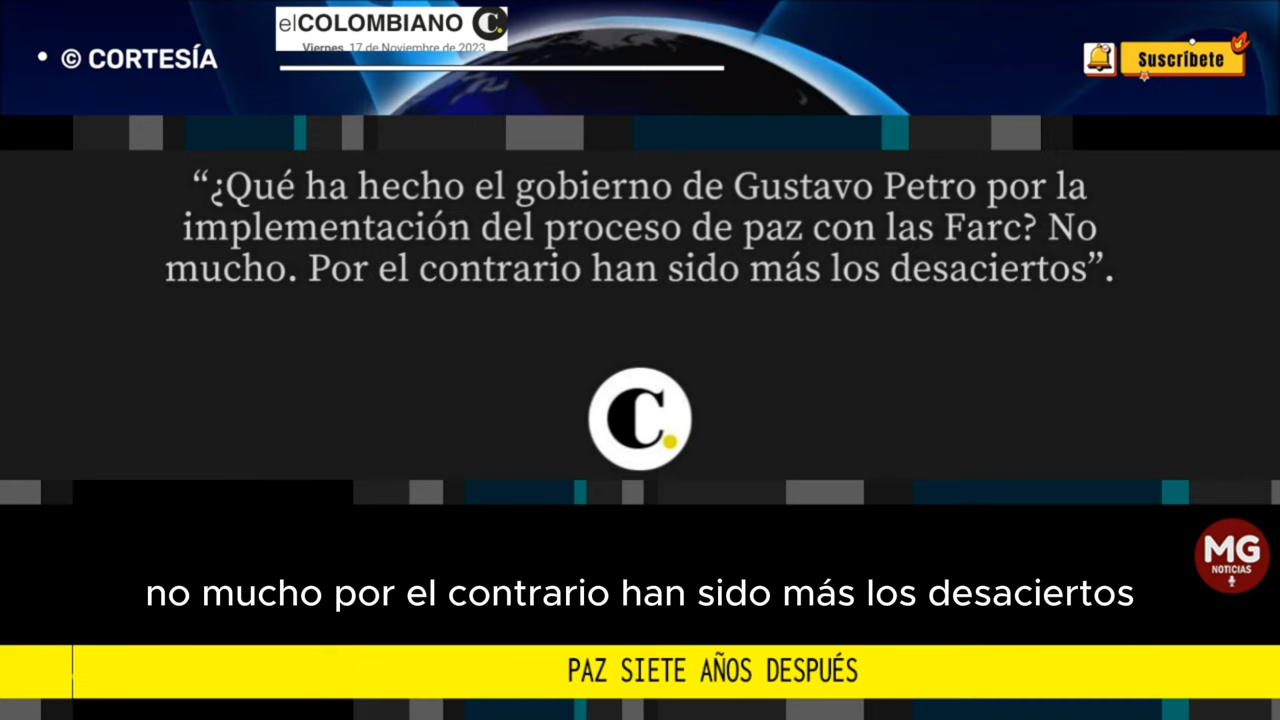 elCOLOMBIANO C.
Viernes, 17 de Noviembre de 2023
• © CORTESÍA
Suscríbete
“¿Qué ha hecho el gobierno de Gustavo Petro por la
implementación del proceso de paz con las Farc? No
mucho. Por el contrario han sido más los desaciertos”.
C.
MG
NOTICIAS
no mucho por el contrario han sido más los desaciertos
PAZ SIETE AÑOS DESPUÉS